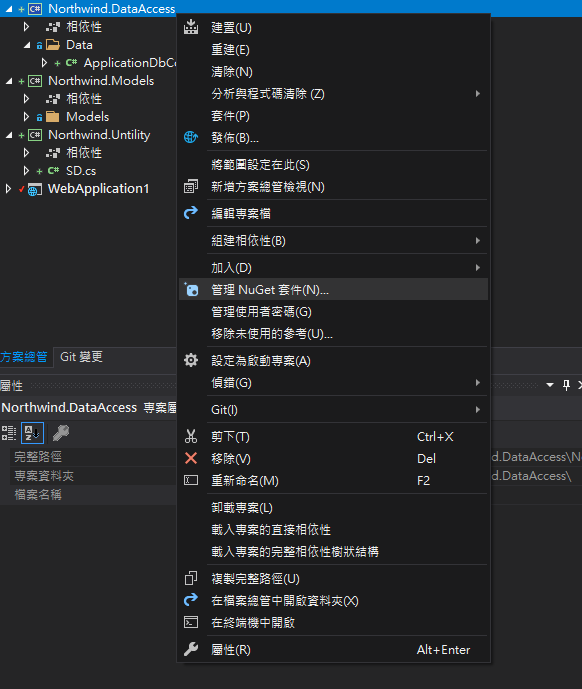 Northwind.DataAccess
相依性
Data
ApplicationDbCo
Northwind.Models
相依性
Models
Northwind.Untility
相依性
SD.cs
WebApplication1
方案總管
Git 變更
屬性
Northwind.DataAccess 專案屬
完整路徑
專案資料夾
檔案名稱
d.DataAccess\N
d.DataAccess\
建置(U)
重建(E)
清除(N)
分析與程式碼清除 (Z)
套件(P)
發佈(B)...
將範圍設定在此(S)
新增方案總管檢視(N)
編輯專案檔
組建相依性(B)
加入(D)
管理 NuGet 套件(N)...
管理使用者密碼(G)
移除未使用的參考(U)...
設定為啟動專案(A)
偵錯(G)
Git(I)
剪下(T) Ctrl+X
移除(V) Del
重新命名(M) F2
卸載專案(L)
載入專案的直接相依性
載入專案的完整相依性樹狀結構
複製完整路徑(U)
在檔案總管中開啟資料夾(X)
在終端機中開啟
屬性(R) Alt+Enter